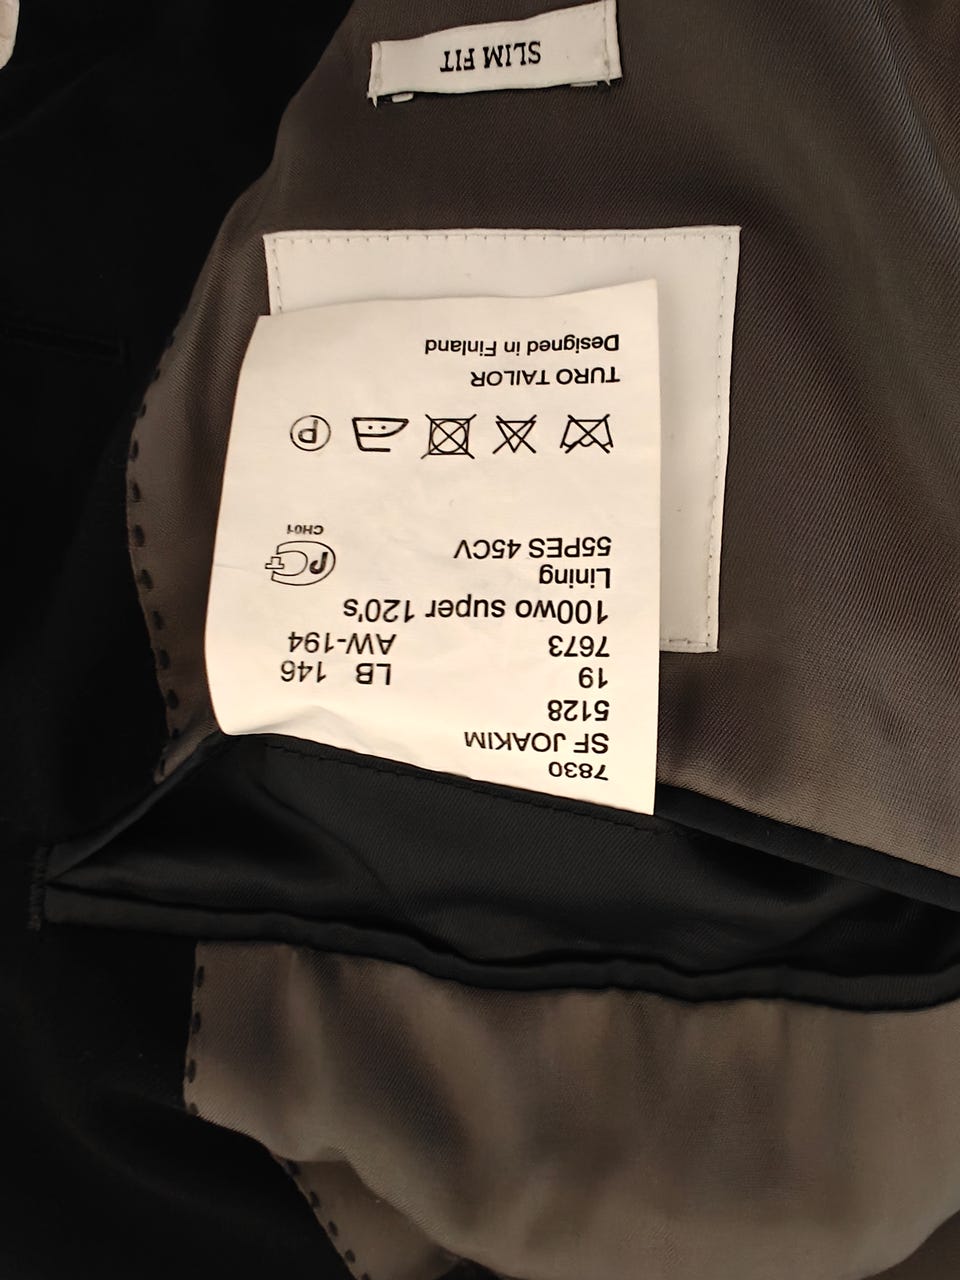 7830
SF JOAKIM
5128
19 LB 146
7673 AW-194
100wo super 120's
Lining
55PES 45CV
CH01
P
TURO TAILOR
Designed in Finland
SLIM FIT